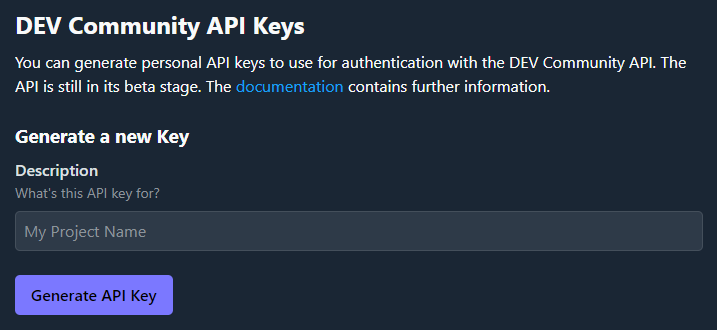 DEV Community API Keys
You can generate personal API keys to use for authentication with the DEV Community API. The
API is still in its beta stage. The documentation contains further information.
Generate a new Key
Description
What's this API key for?
My Project Name
Generate API Key